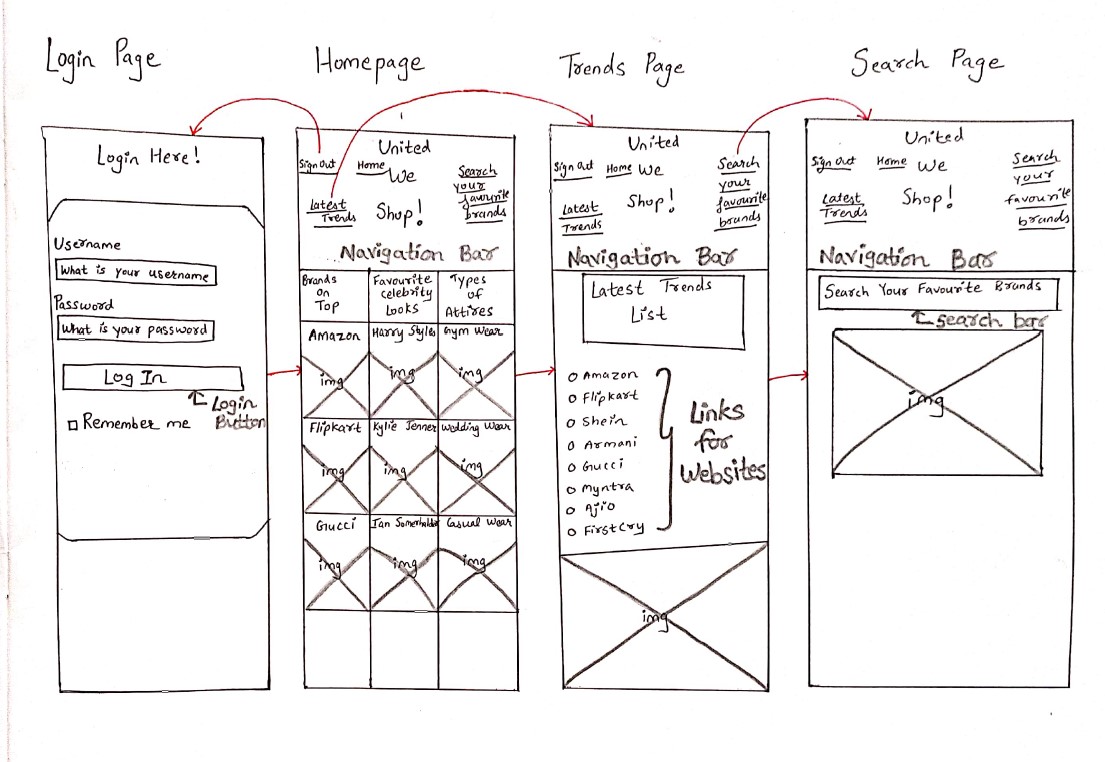 Login Page
Homepage
Trends Page
Search Page
Login Here!
Username
What is your username
Password
What is your password
Log In
Login
Button
Remember me
United
Sign Out
Home
We
Search
your
favourite
brands
Latest
Trends
Shop!
Navigation Bar
Brands
on
Top
Favourite
celebrity
Looks
Types
of
Attires
Amazon
Harry Styles
Gym Wear
img
img
img
Flipkart
Kylie Jenner
Wedding Wear
img
img
img
Gucci
Ian Somerhalder
Casual Wear
img
img
img
United
Sign Out
Home
We
Search
your
favourite
brands
Latest
Trends
Shop!
Navigation Bar
Latest Trends
List
Amazon
Flipkart
Shein
Armani
Gucci
Myntra
Ajio
FirstCry
Links
for
Websites
img
United
Sign Out
Home
We
Search
your
favourite
brands
Latest
Trends
Shop!
Navigation Bar
Search Your Favourite Brands
Search bar
img